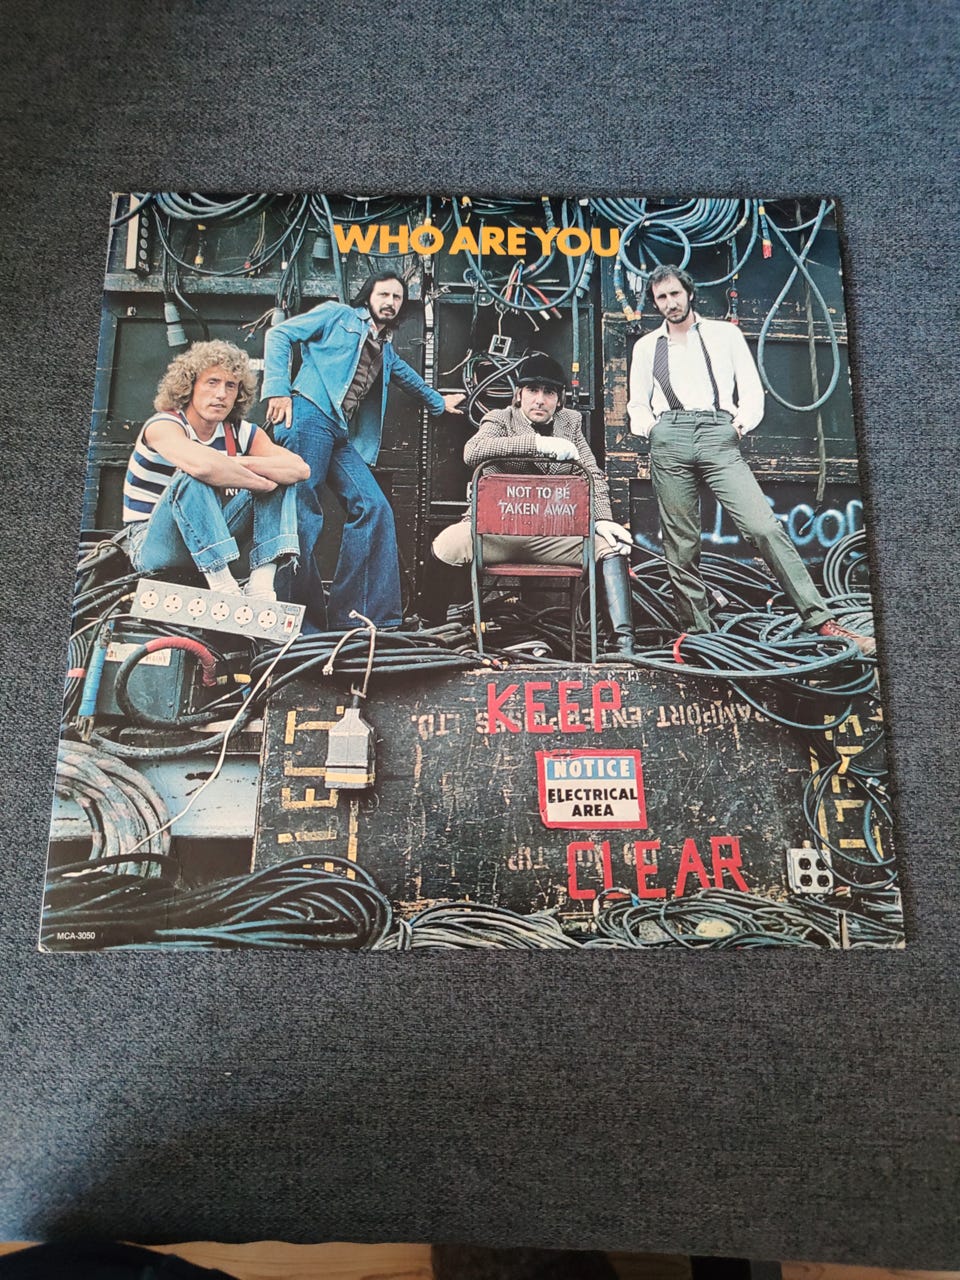 WHO ARE YOU
NOT TO BE
TAKEN AWAY
KEEP
NOTICE
ELECTRICAL
AREA
CLEAR
MCA-3050